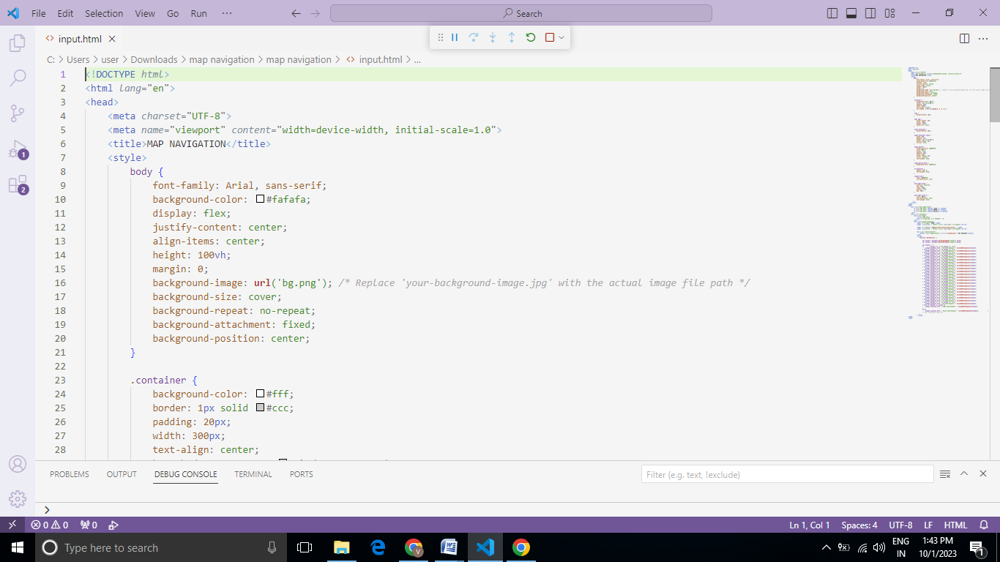 File Edit Selection View Go Run ··· Search
input.html
C: > Users > user > Downloads > map navigation > map navigation > input.html > ...
1 <!DOCTYPE html>
2 <html lang="en">
3 <head>
4 <meta charset="UTF-8">
5 <meta name="viewport" content="width=device-width, initial-scale=1.0">
6 <title>MAP NAVIGATION</title>
7 <style>
8 body {
9 font-family: Arial, sans-serif;
10 background-color: #fafafa;
11 display: flex;
12 justify-content: center;
13 align-items: center;
14 height: 100vh;
15 margin: 0;
16 background-image: url('bg.png'); /* Replace 'your-background-image.jpg' with the actual image file path */
17 background-size: cover;
18 background-repeat: no-repeat;
19 background-attachment: fixed;
20 background-position: center;
21 }
22
23 .container {
24 background-color: #fff;
25 border: 1px solid #ccc;
26 padding: 20px;
27 width: 300px;
28 text-align: center;
1
2
PROBLEMS OUTPUT DEBUG CONSOLE TERMINAL PORTS Filter (e.g. text, !exclude)
0 0 0 Ln 1, Col 1 Spaces: 4 UTF-8 LF HTML
Type here to search V ENG 1:43 PM
IN 10/1/2023 1